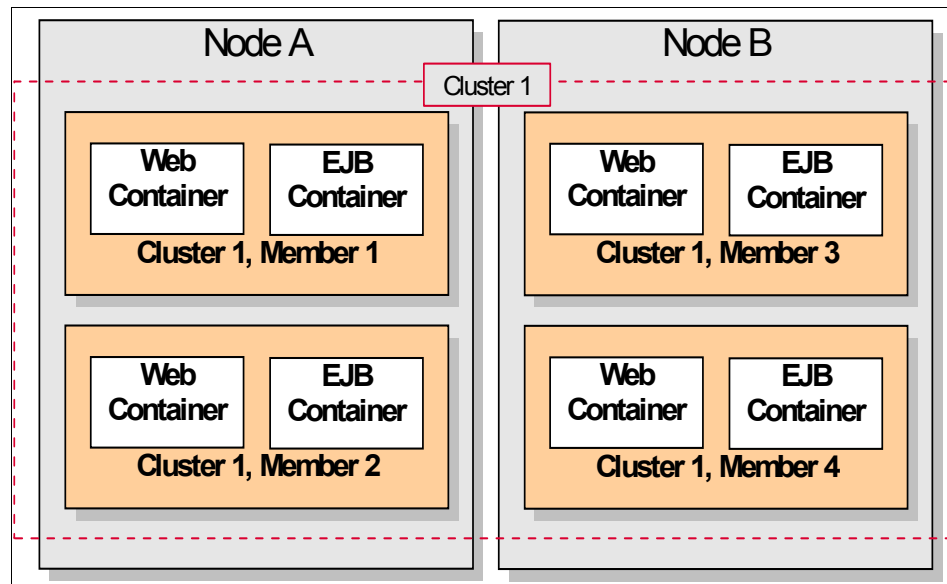 Node A
Node B
Cluster 1
Web
Container
EJB
Container
Cluster 1, Member 1
Web
Container
EJB
Container
Cluster 1, Member 3
Web
Container
EJB
Container
Cluster 1, Member 2
Web
Container
EJB
Container
Cluster 1, Member 4